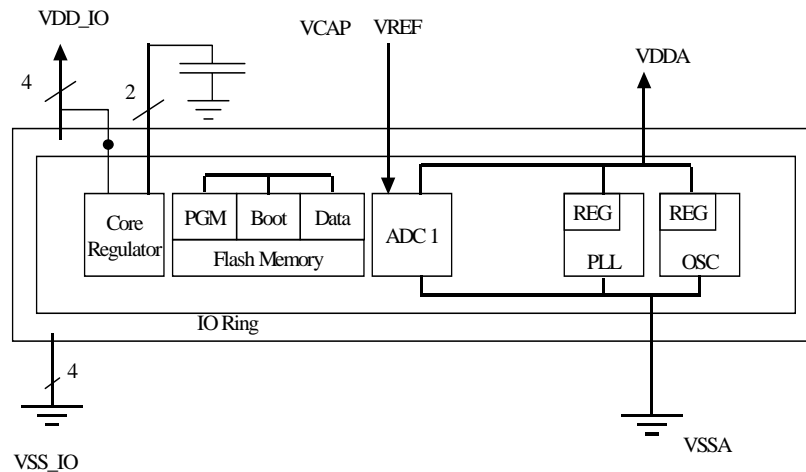 VDD_IO
VCAP
VREF
VDDA
4
2
Core
Regulator
PGM
Boot
Data
Flash Memory
ADC 1
REG
PLL
REG
OSC
IO Ring
4
VSS_IO
VSSA